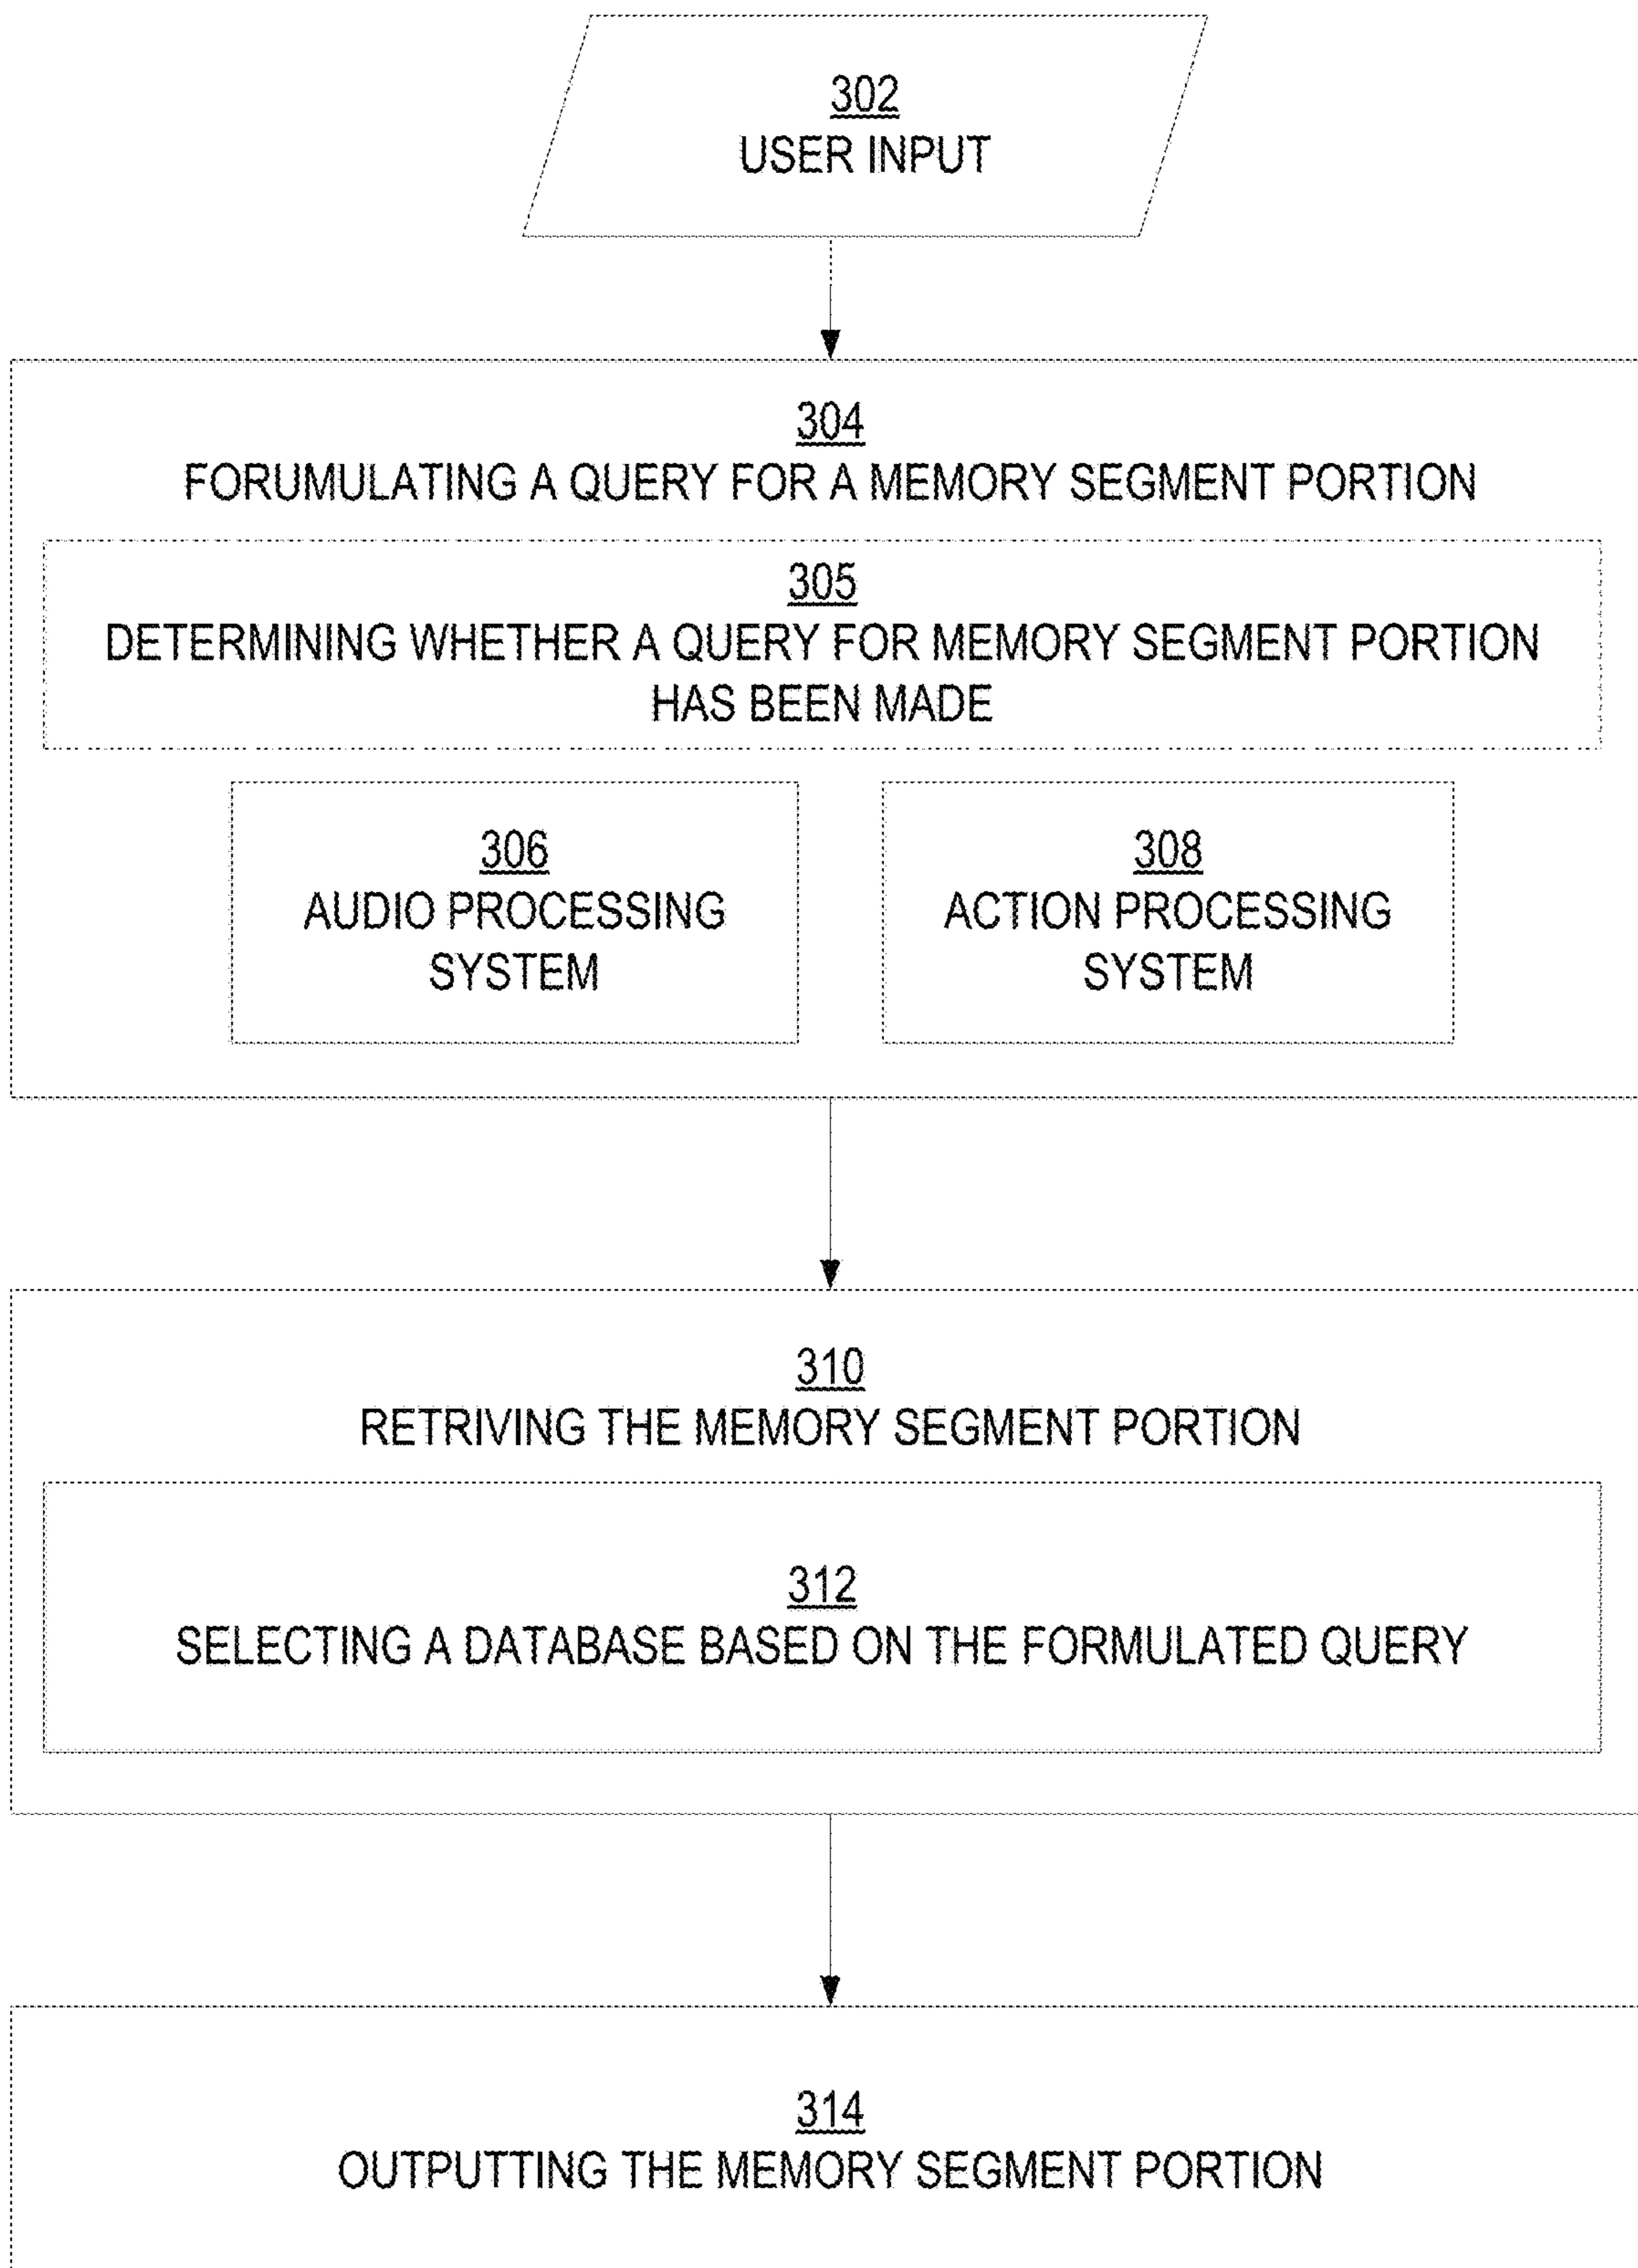 302
USER INPUT
304
FORUMULATING A QUERY FOR A MEMORY SEGMENT PORTION
305
DETERMINING WHETHER A QUERY FOR MEMORY SEGMENT PORTION
HAS BEEN MADE
306
AUDIO PROCESSING
SYSTEM
308
ACTION PROCESSING
SYSTEM
310
RETRIVING THE MEMORY SEGMENT PORTION
312
SELECTING A DATABASE BASED ON THE FORMULATED QUERY
314
OUTPUTTING THE MEMORY SEGMENT PORTION